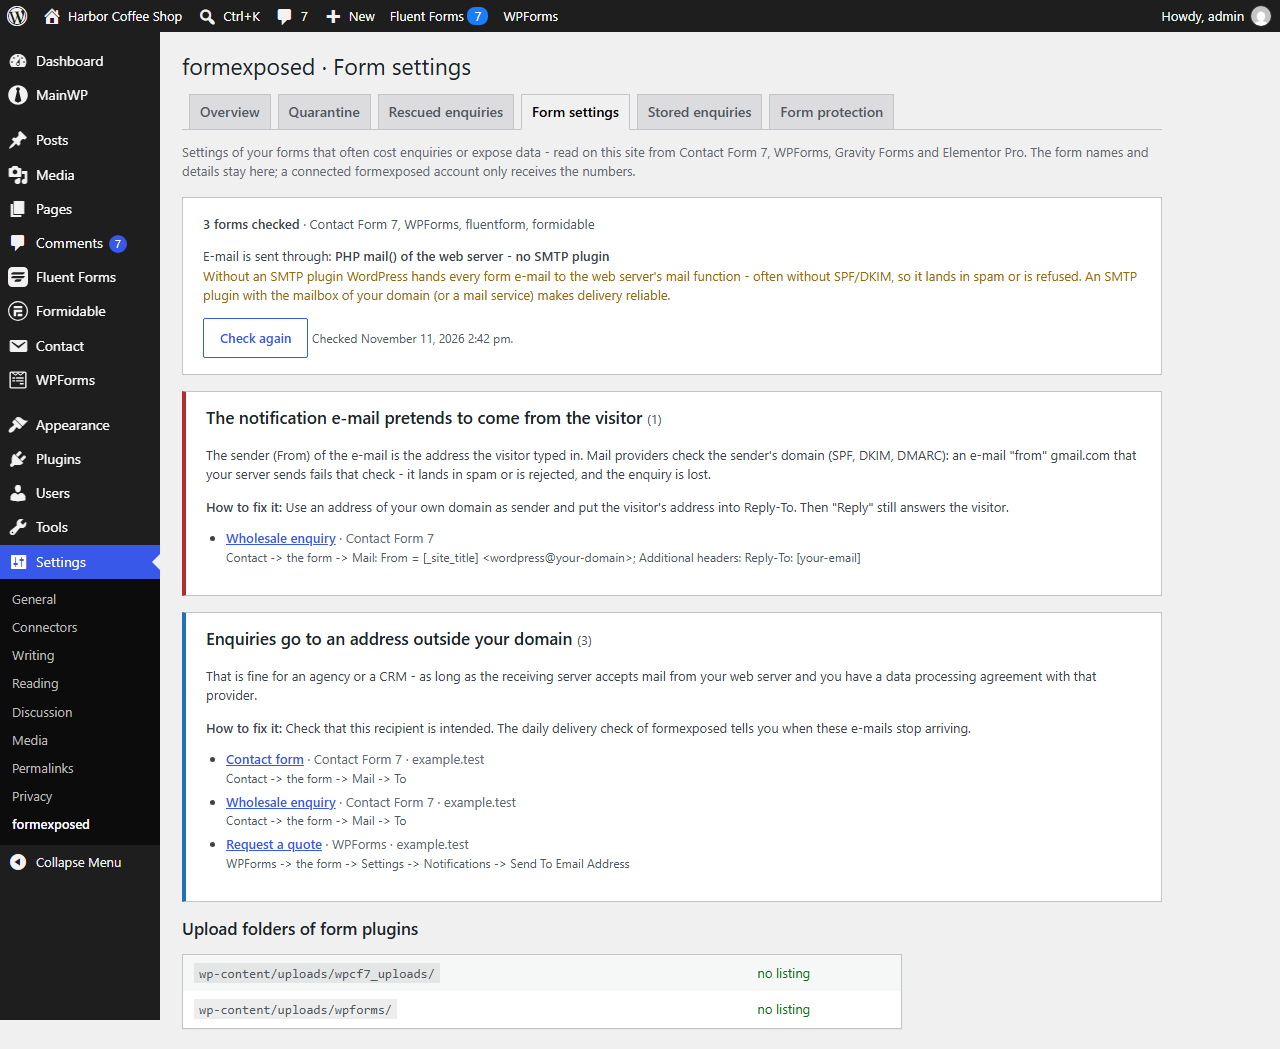 Harbor Coffee Shop
Ctrl+K
7
New
Fluent Forms 7
WPForms
Howdy, admin
Dashboard
MainWP
Posts
Media
Pages
Comments 7
Fluent Forms
Formidable
Contact
WPForms
Appearance
Plugins
Users
Tools
Settings
General
Connectors
Writing
Reading
Discussion
Media
Permalinks
Privacy
formexposed
Collapse Menu
formexposed · Form settings
Overview
Quarantine
Rescued enquiries
Form settings
Stored enquiries
Form protection
Settings of your forms that often cost enquiries or expose data - read on this site from Contact Form 7, WPForms, Gravity Forms and Elementor Pro. The form names and
details stay here; a connected formexposed account only receives the numbers.
3 forms checked · Contact Form 7, WPForms, fluentform, formidable
E-mail is sent through: PHP mail() of the web server - no SMTP plugin
Without an SMTP plugin WordPress hands every form e-mail to the web server's mail function - often without SPF/DKIM, so it lands in spam or is refused. An SMTP
plugin with the mailbox of your domain (or a mail service) makes delivery reliable.
Check again
Checked November 11, 2026 2:42 pm.
The notification e-mail pretends to come from the visitor (1)
The sender (From) of the e-mail is the address the visitor typed in. Mail providers check the sender's domain (SPF, DKIM, DMARC): an e-mail "from" gmail.com that
your server sends fails that check - it lands in spam or is rejected, and the enquiry is lost.
How to fix it: Use an address of your own domain as sender and put the visitor's address into Reply-To. Then "Reply" still answers the visitor.
• Wholesale enquiry · Contact Form 7
Contact -> the form -> Mail: From = [_site_title] <wordpress@your-domain>; Additional headers: Reply-To: [your-email]
Enquiries go to an address outside your domain (3)
That is fine for an agency or a CRM - as long as the receiving server accepts mail from your web server and you have a data processing agreement with that
provider.
How to fix it: Check that this recipient is intended. The daily delivery check of formexposed tells you when these e-mails stop arriving.
• Contact form · Contact Form 7 · example.test
Contact -> the form -> Mail -> To
• Wholesale enquiry · Contact Form 7 · example.test
Contact -> the form -> Mail -> To
• Request a quote · WPForms · example.test
WPForms -> the form -> Settings -> Notifications -> Send To Email Address
Upload folders of form plugins
wp-content/uploads/wpcf7_uploads/ no listing
wp-content/uploads/wpforms/ no listing